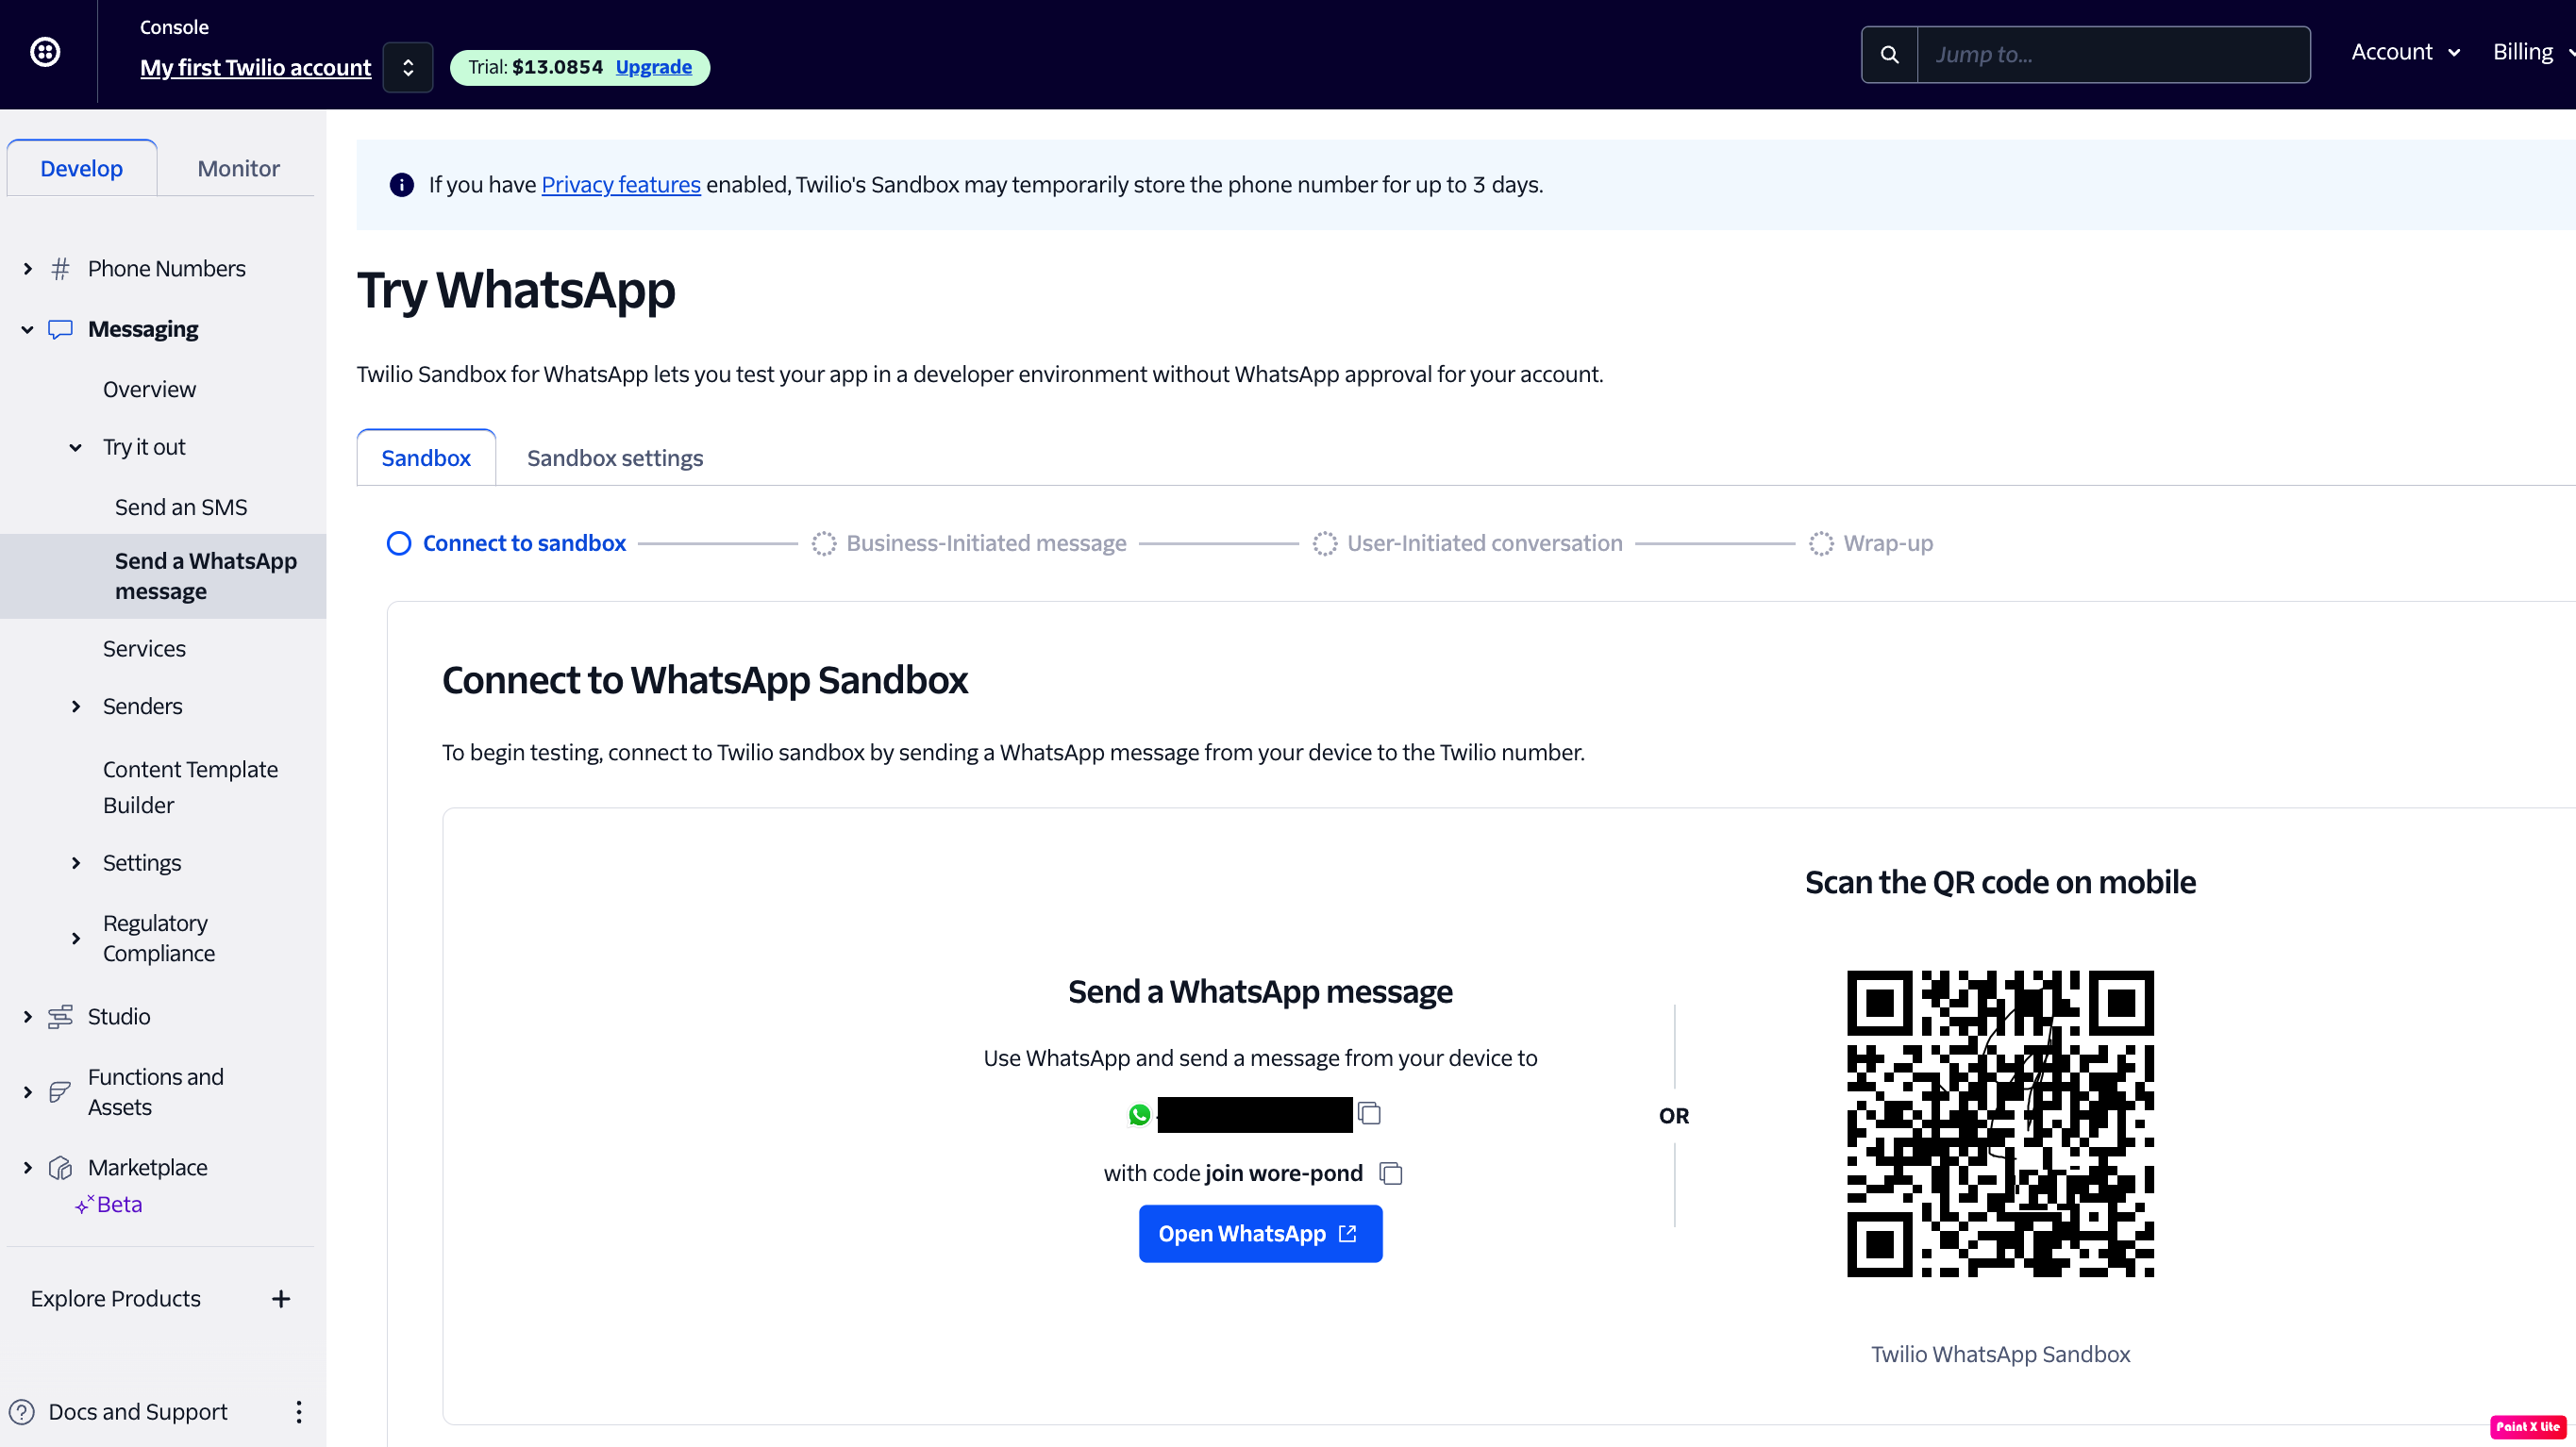 Console
My first Twilio account
Trial: $13.0854 Upgrade
Jump to...
Account
Billing
Develop
Monitor
Phone Numbers
Messaging
Overview
Try it out
Send an SMS
Send a WhatsApp
message
Services
Senders
Content Template
Builder
Settings
Regulatory
Compliance
Studio
Functions and
Assets
Marketplace
Beta
Explore Products
Docs and Support
If you have Privacy features enabled, Twilio's Sandbox may temporarily store the phone number for up to 3 days.
Try WhatsApp
Twilio Sandbox for WhatsApp lets you test your app in a developer environment without WhatsApp approval for your account.
Sandbox
Sandbox settings
Connect to sandbox
Business-Initiated message
User-Initiated conversation
Wrap-up
Connect to WhatsApp Sandbox
To begin testing, connect to Twilio sandbox by sending a WhatsApp message from your device to the Twilio number.
Send a WhatsApp message
Use WhatsApp and send a message from your device to
with code join wore-pond
Open WhatsApp
OR
Scan the QR code on mobile
Twilio WhatsApp Sandbox
Paint X Lite